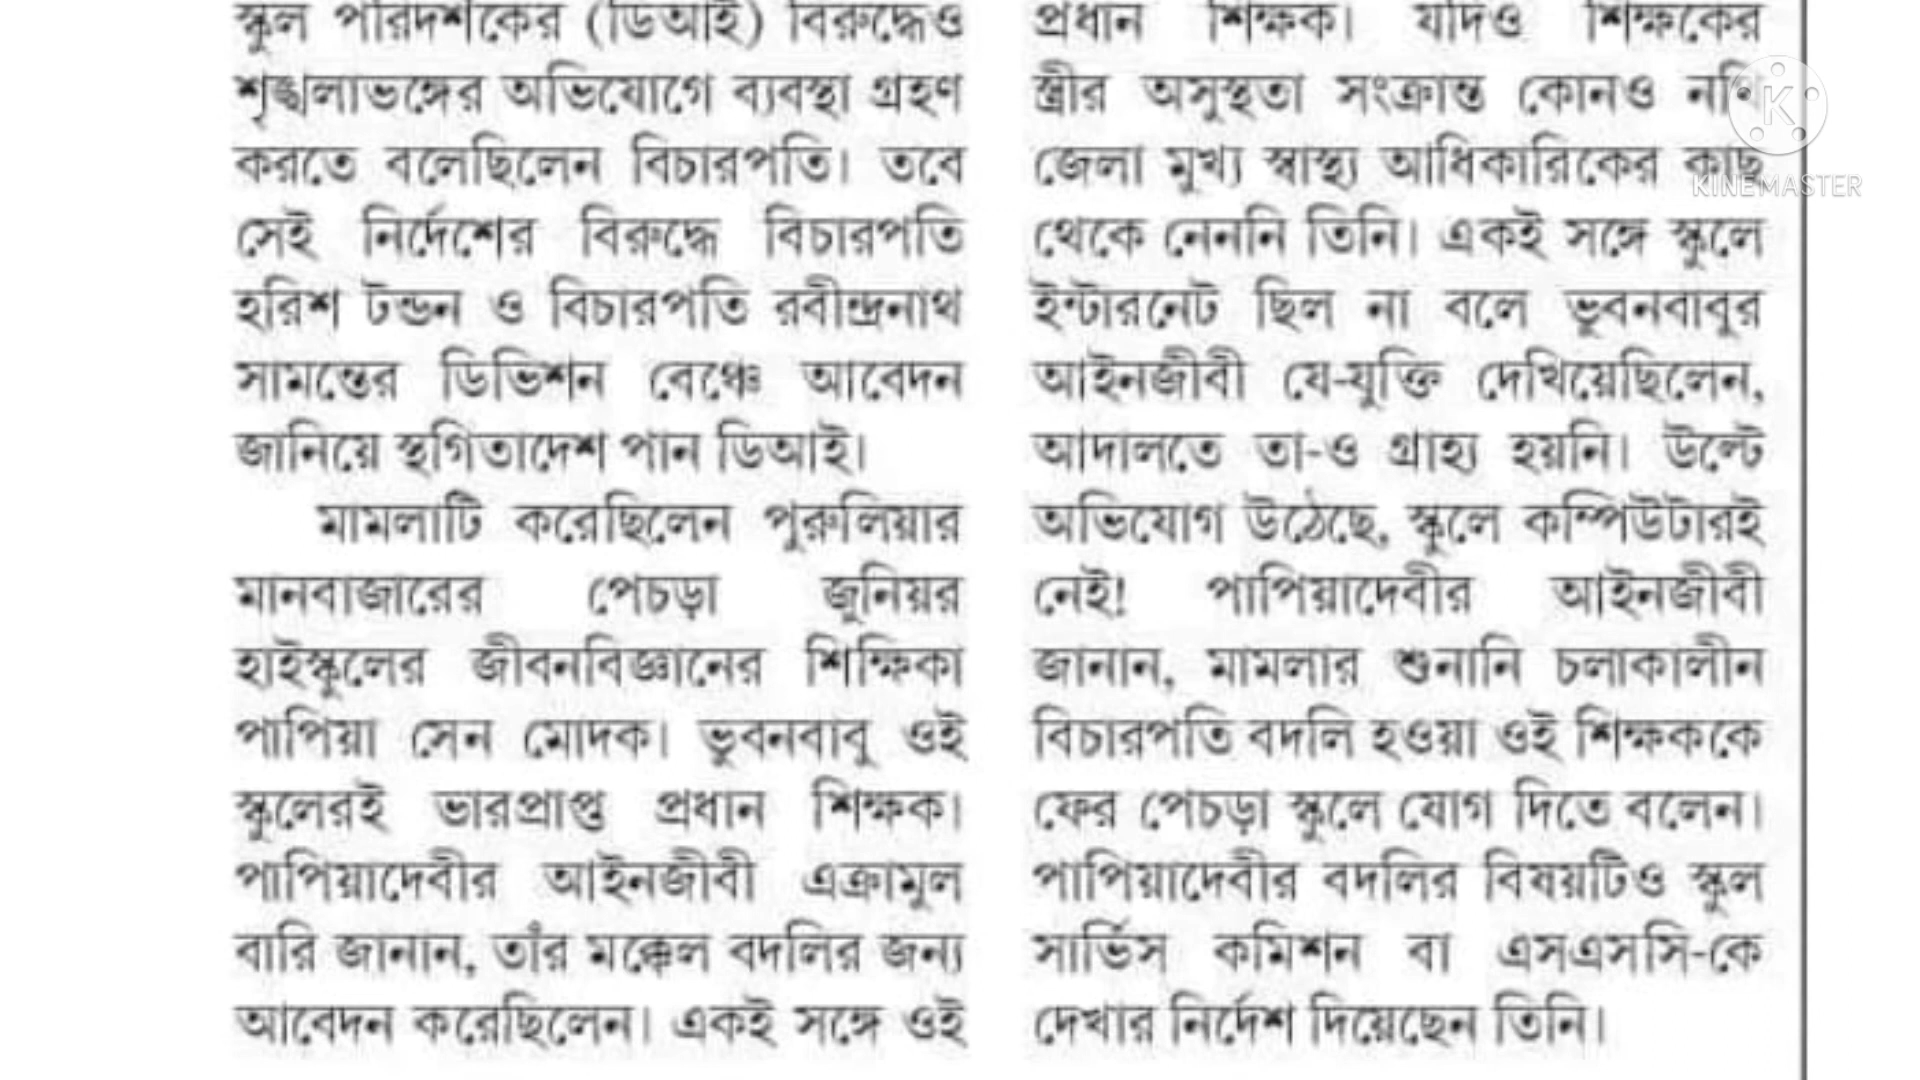 স্কুল পরিদর্শকের (ডিআই) বিরুদ্ধেও
শৃঙ্খলাভঙ্গের অভিযোগে ব্যবস্থা গ্রহণ
করতে বলেছিলেন বিচারপতি। তবে
সেই নির্দেশের বিরুদ্ধে বিচারপতি
হরিশ টন্ডন ও বিচারপতি রবীন্দ্রনাথ
সামন্তের ডিভিশন বেঞ্চে আবেদন
জানিয়ে স্থগিতাদেশ পান ডিআই।
মামলাটি করেছিলেন পুরুলিয়ার
মানবাজারের পেচড়া জুনিয়র
হাইস্কুলের জীবনবিজ্ঞানের শিক্ষিকা
পাপিয়া সেন মোদক। ভুবনবাবু ওই
স্কুলেরই ভারপ্রাপ্ত প্রধান শিক্ষক।
পাপিয়াদেবীর আইনজীবী এক্রামুল
বারি জানান, তাঁর মক্কেল বদলির জন্য
আবেদন করেছিলেন। একই সঙ্গে ওই
প্রধান শিক্ষক। যদিও শিক্ষকের
স্ত্রীর অসুস্থতা সংক্রান্ত কোনও নথি
জেলা মুখ্য স্বাস্থ্য আধিকারিকের কাছ
থেকে নেননি তিনি। একই সঙ্গে স্কুলে
ইন্টারনেট ছিল না বলে ভুবনবাবুর
আইনজীবী যে-যুক্তি দেখিয়েছিলেন,
আদালতে তা-ও গ্রাহ্য হয়নি। উল্টে
অভিযোগ উঠেছে, স্কুলে কম্পিউটারই
নেই! পাপিয়াদেবীর আইনজীবী
জানান, মামলার শুনানি চলাকালীন
বিচারপতি বদলি হওয়া ওই শিক্ষককে
ফের পেচড়া স্কুলে যোগ দিতে বলেন।
পাপিয়াদেবীর বদলির বিষয়টিও স্কুল
সার্ভিস কমিশন বা এসএসসি-কে
দেখার নির্দেশ দিয়েছেন তিনি।
K
KINEMASTER